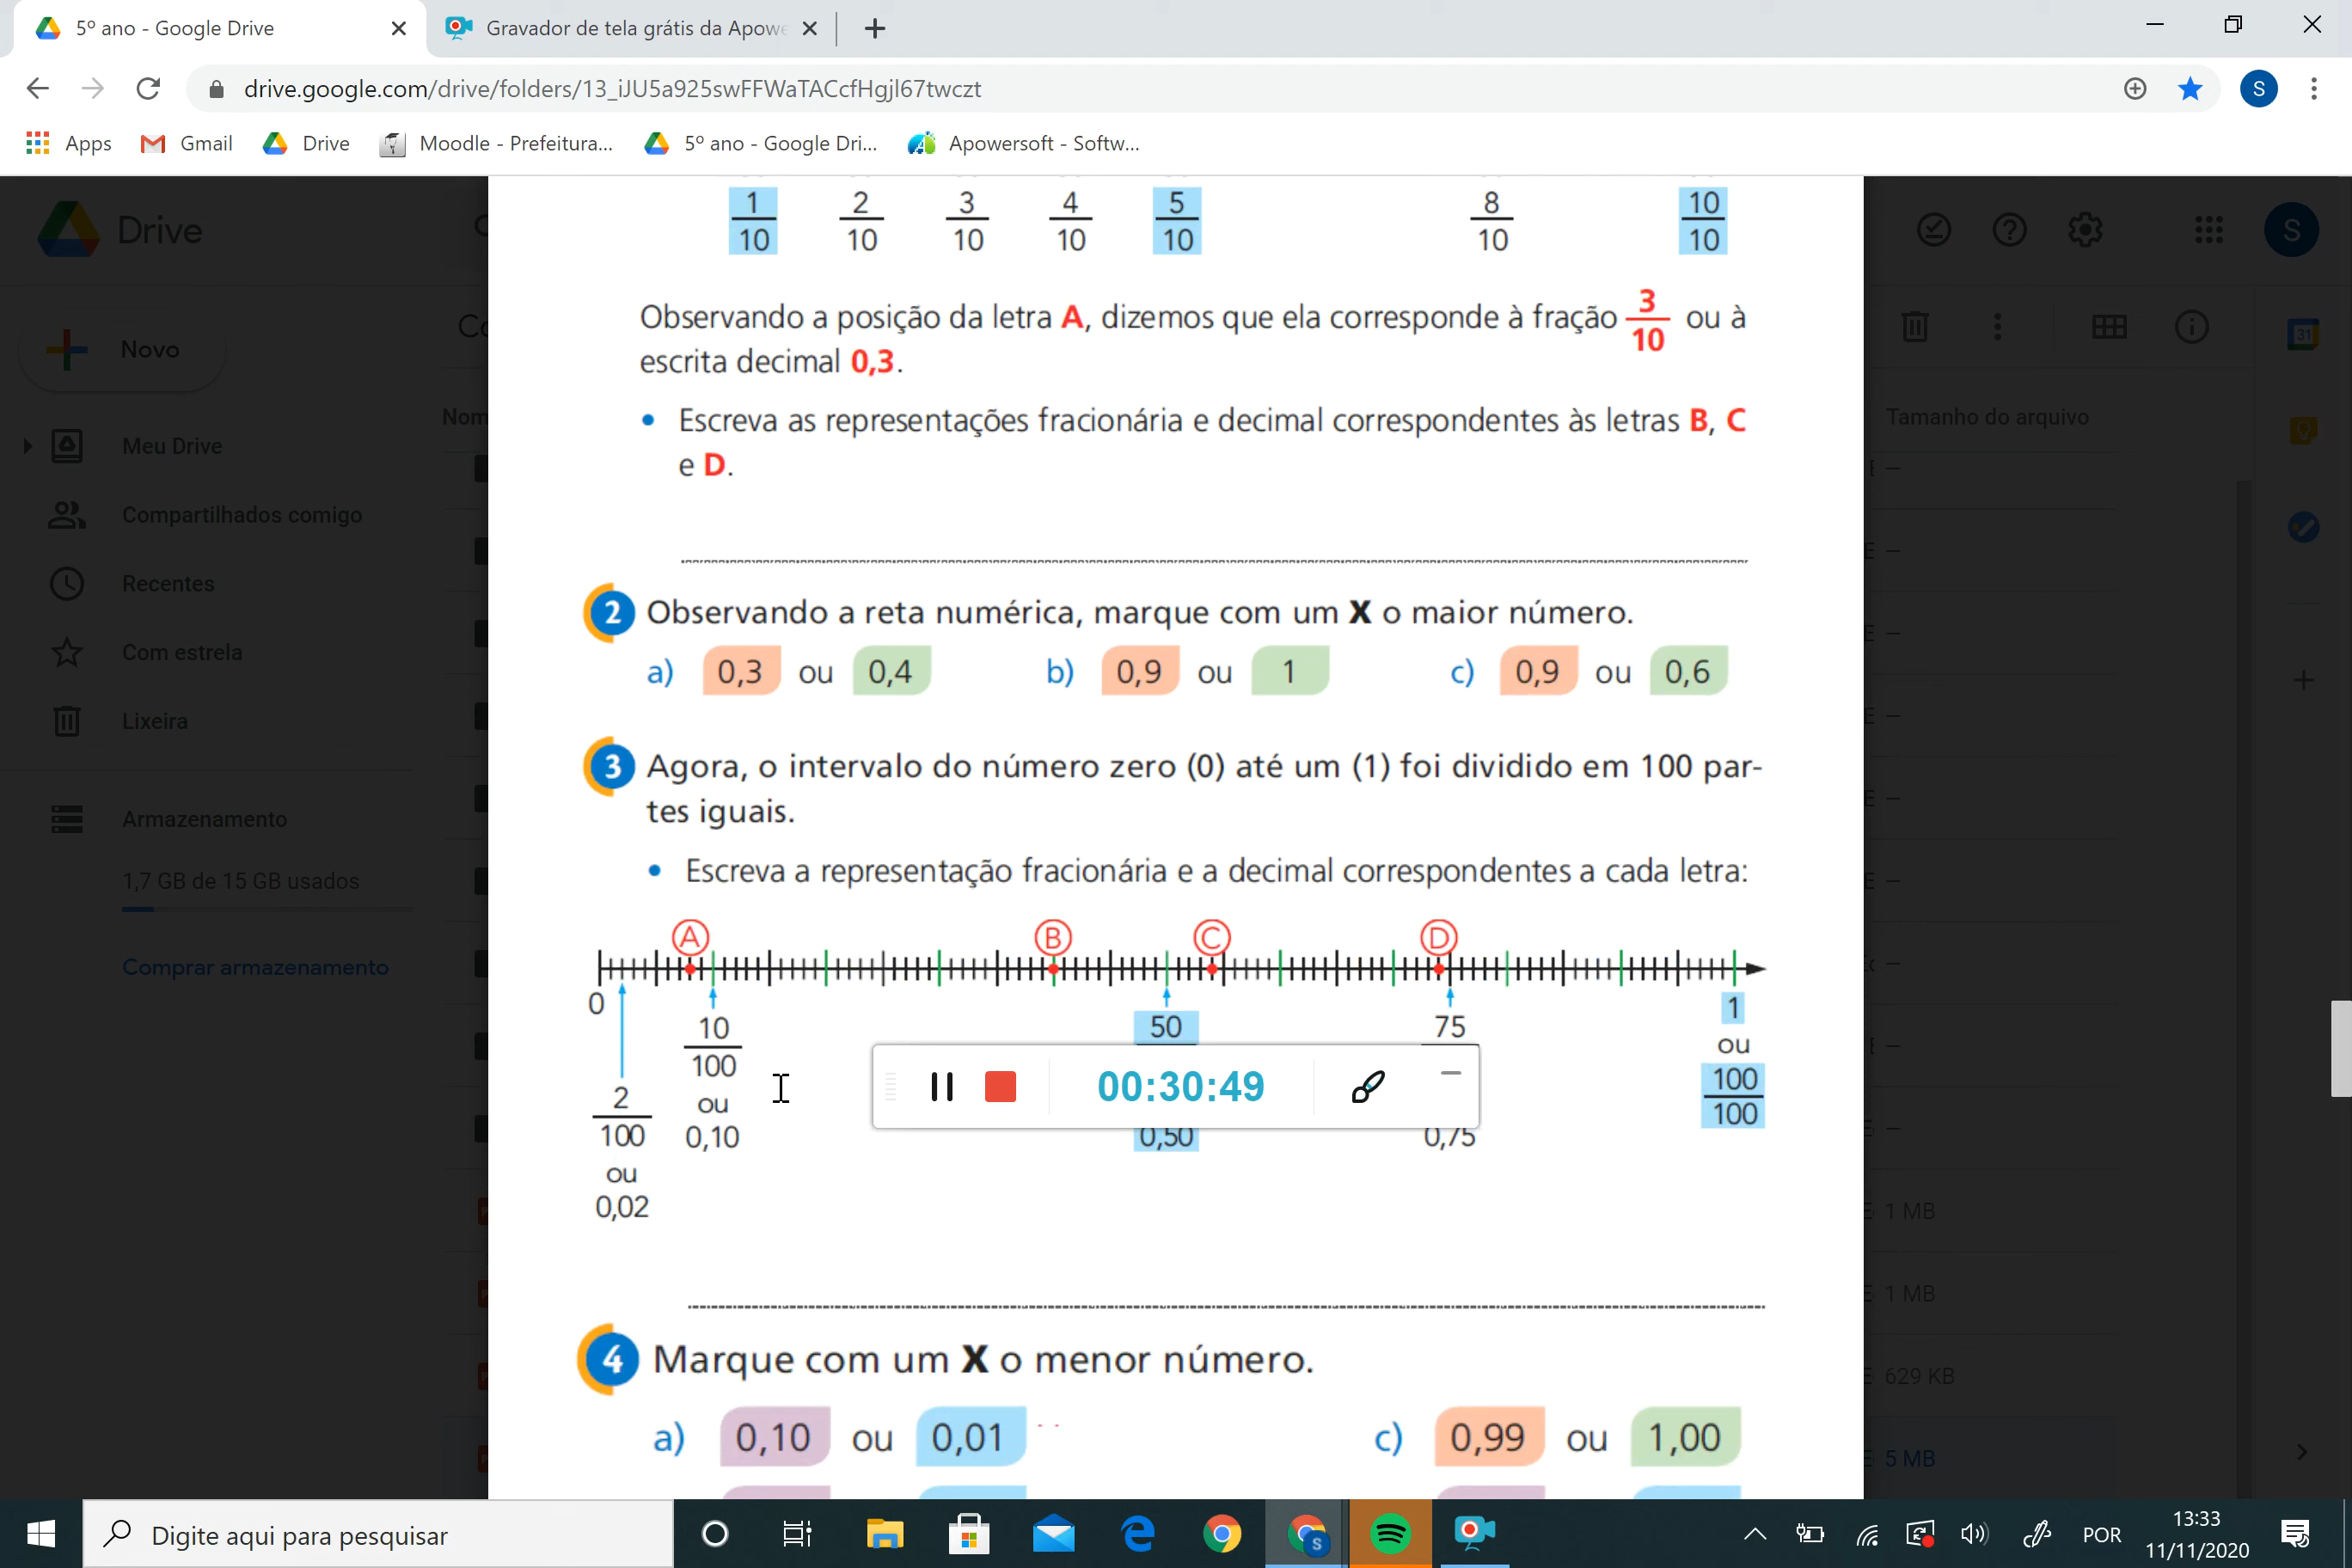 5º ano - Google Drive
Gravador de tela grátis da Apowe
drive.google.com/drive/folders/13_iJU5a925swFFWaTACcfHgjl67twczt
S
Apps
Gmail
Drive
Moodle - Prefeitura...
5º ano - Google Dri...
Apowersoft - Softw...
Drive
S
Novo
Nom
Meu Drive
Compartilhados comigo
Recentes
Com estrela
Lixeira
Armazenamento
1,7 GB de 15 GB usados
Comprar armazenamento
1 2 3 4 5 8 10
10 10 10 10 10 10 10
Observando a posição da letra A, dizemos que ela corresponde à fração 3/10 ou à
escrita decimal 0,3.
• Escreva as representações fracionária e decimal correspondentes às letras B, C
e D.
2 Observando a reta numérica, marque com um X o maior número.
a) 0,3 ou 0,4 b) 0,9 ou 1 c) 0,9 ou 0,6
3 Agora, o intervalo do número zero (0) até um (1) foi dividido em 100 par-
tes iguais.
• Escreva a representação fracionária e a decimal correspondentes a cada letra:
A B C D
0
10 50 75 1
100
ou
0,10 0,50 0,75
ou
100
100
2
100
ou
0,02
00:30:49
4 Marque com um X o menor número.
a) 0,10 ou 0,01 c) 0,99 ou 1,00
Tamanho do arquivo
31
1 MB
1 MB
629 KB
5 MB
Digite aqui para pesquisar
S
POR
13:33
11/11/2020